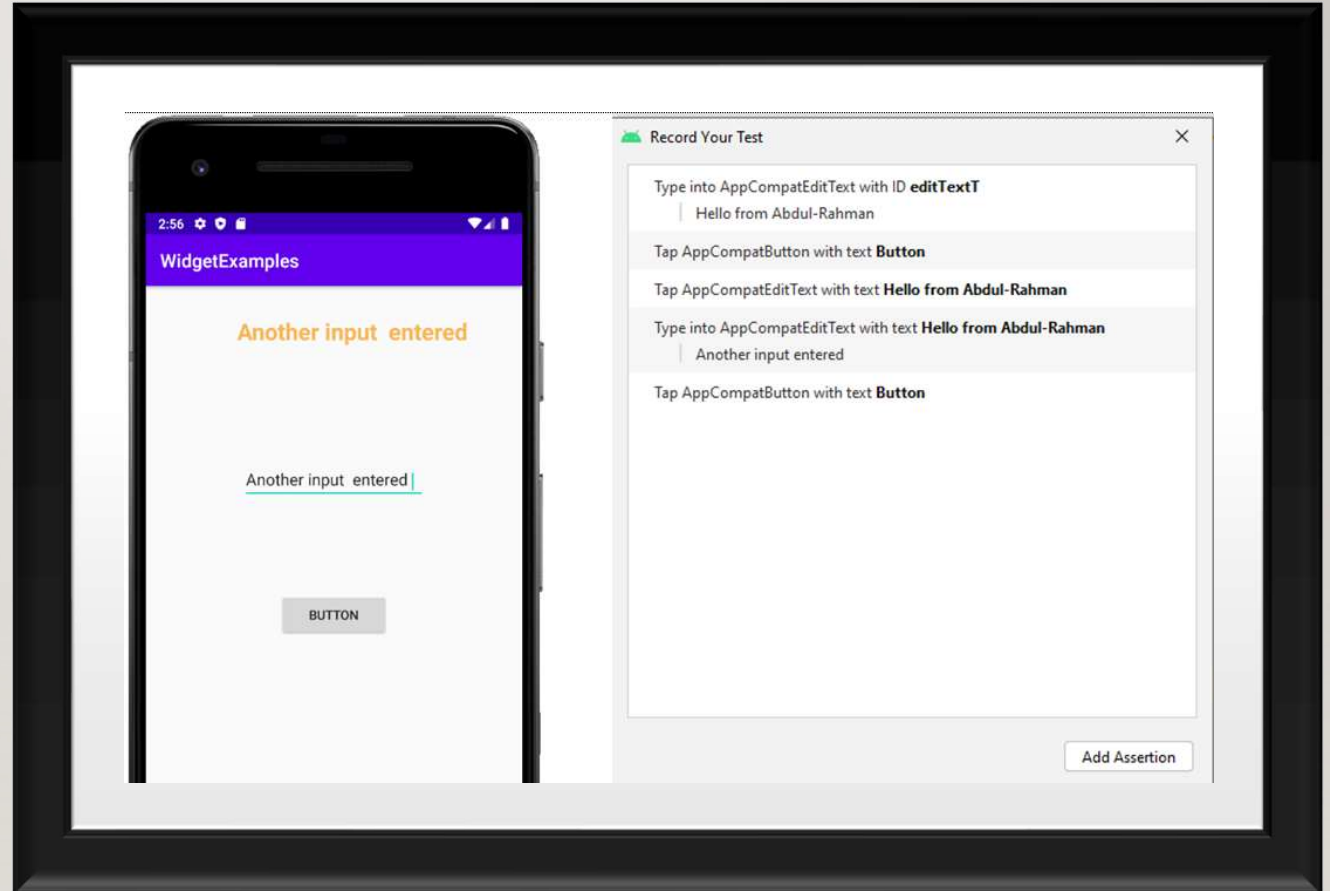 2:56
WidgetExamples
Another input  entered
Another input  entered
BUTTON
Record Your Test
Type into AppCompatEditText with ID editTextT
Hello from Abdul-Rahman
Tap AppCompatButton with text Button
Tap AppCompatEditText with text Hello from Abdul-Rahman
Type into AppCompatEditText with text Hello from Abdul-Rahman
Another input entered
Tap AppCompatButton with text Button
Add Assertion